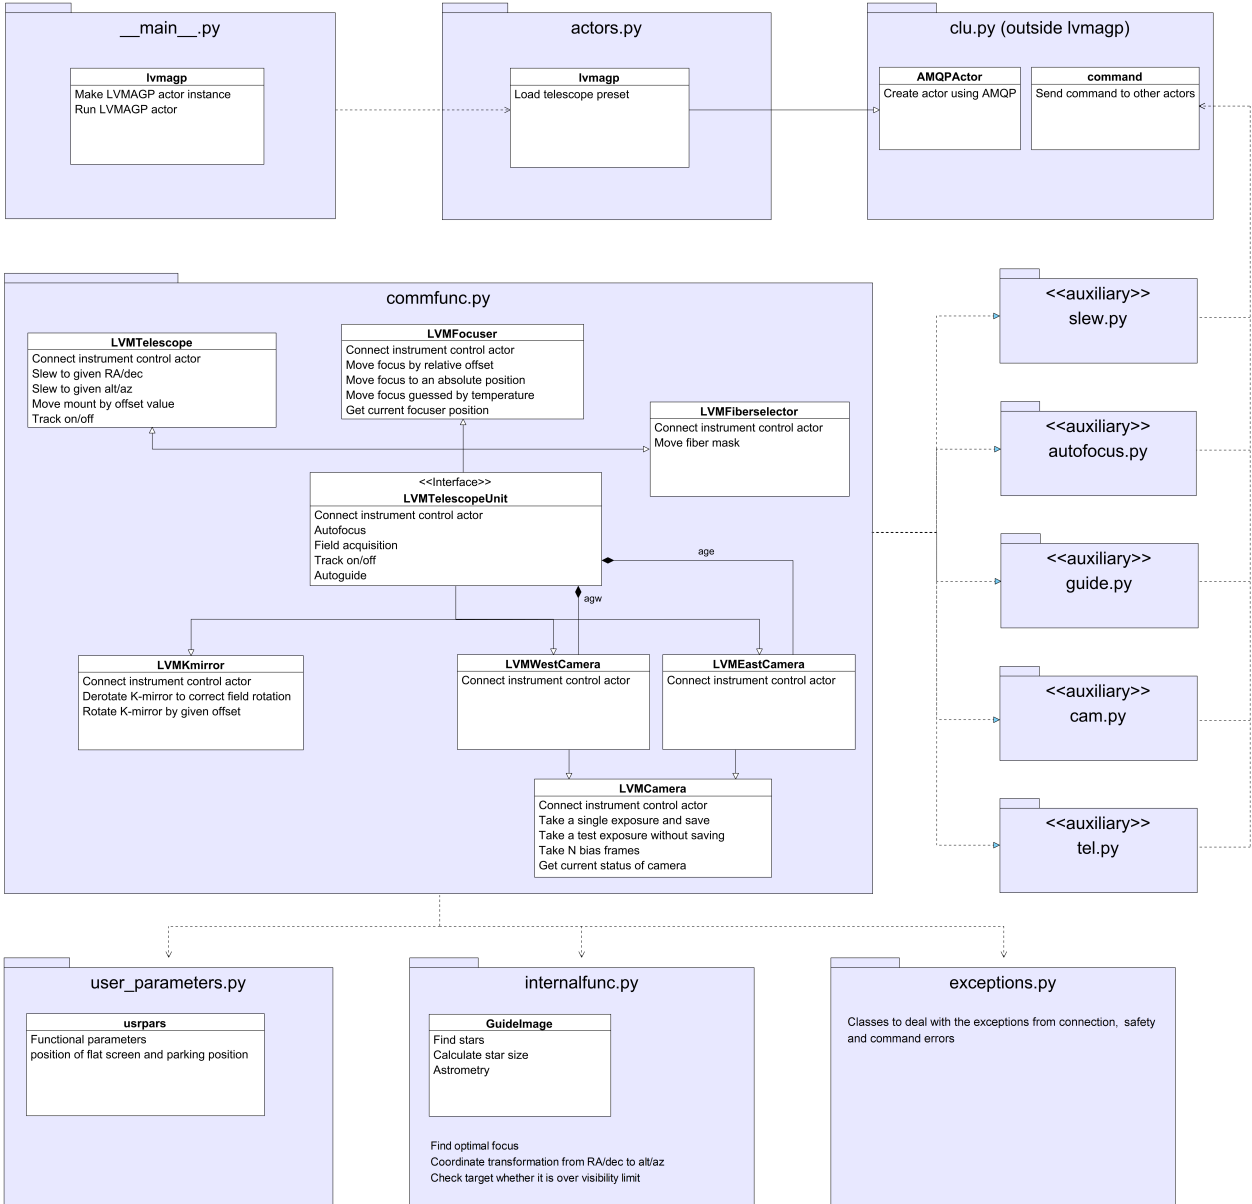 __main__.py
lvmagp
Make LVMAGP actor instance
Run LVMAGP actor
actors.py
lvmagp
Load telescope preset
clu.py (outside lvmagp)
AMQPActor
Create actor using AMQP
command
Send command to other actors
commfunc.py
LVMTelescope
Connect instrument control actor
Slew to given RA/dec
Slew to given alt/az
Move mount by offset value
Track on/off
LVMFocuser
Connect instrument control actor
Move focus by relative offset
Move focus to an absolute position
Move focus guessed by temperature
Get current focuser position
LVMFiberselector
Connect instrument control actor
Move fiber mask
<<Interface>>
LVMTelescopeUnit
Connect instrument control actor
Autofocus
Field acquisition
Track on/off
Autoguide
age
agw
LVMKmirror
Connect instrument control actor
Derotate K-mirror to correct field rotation
Rotate K-mirror by given offset
LVMWestCamera
Connect instrument control actor
LVMEastCamera
Connect instrument control actor
LVMCamera
Connect instrument control actor
Take a single exposure and save
Take a test exposure without saving
Take N bias frames
Get current status of camera
<<auxiliary>>
slew.py
<<auxiliary>>
autofocus.py
<<auxiliary>>
guide.py
<<auxiliary>>
cam.py
<<auxiliary>>
tel.py
user_parameters.py
usrpars
Functional parameters
position of flat screen and parking position
internalfunc.py
GuideImage
Find stars
Calculate star size
Astrometry
Find optimal focus
Coordinate transformation from RA/dec to alt/az
Check target whether it is over visibility limit
exceptions.py
Classes to deal with the exceptions from connection, safety
and command errors